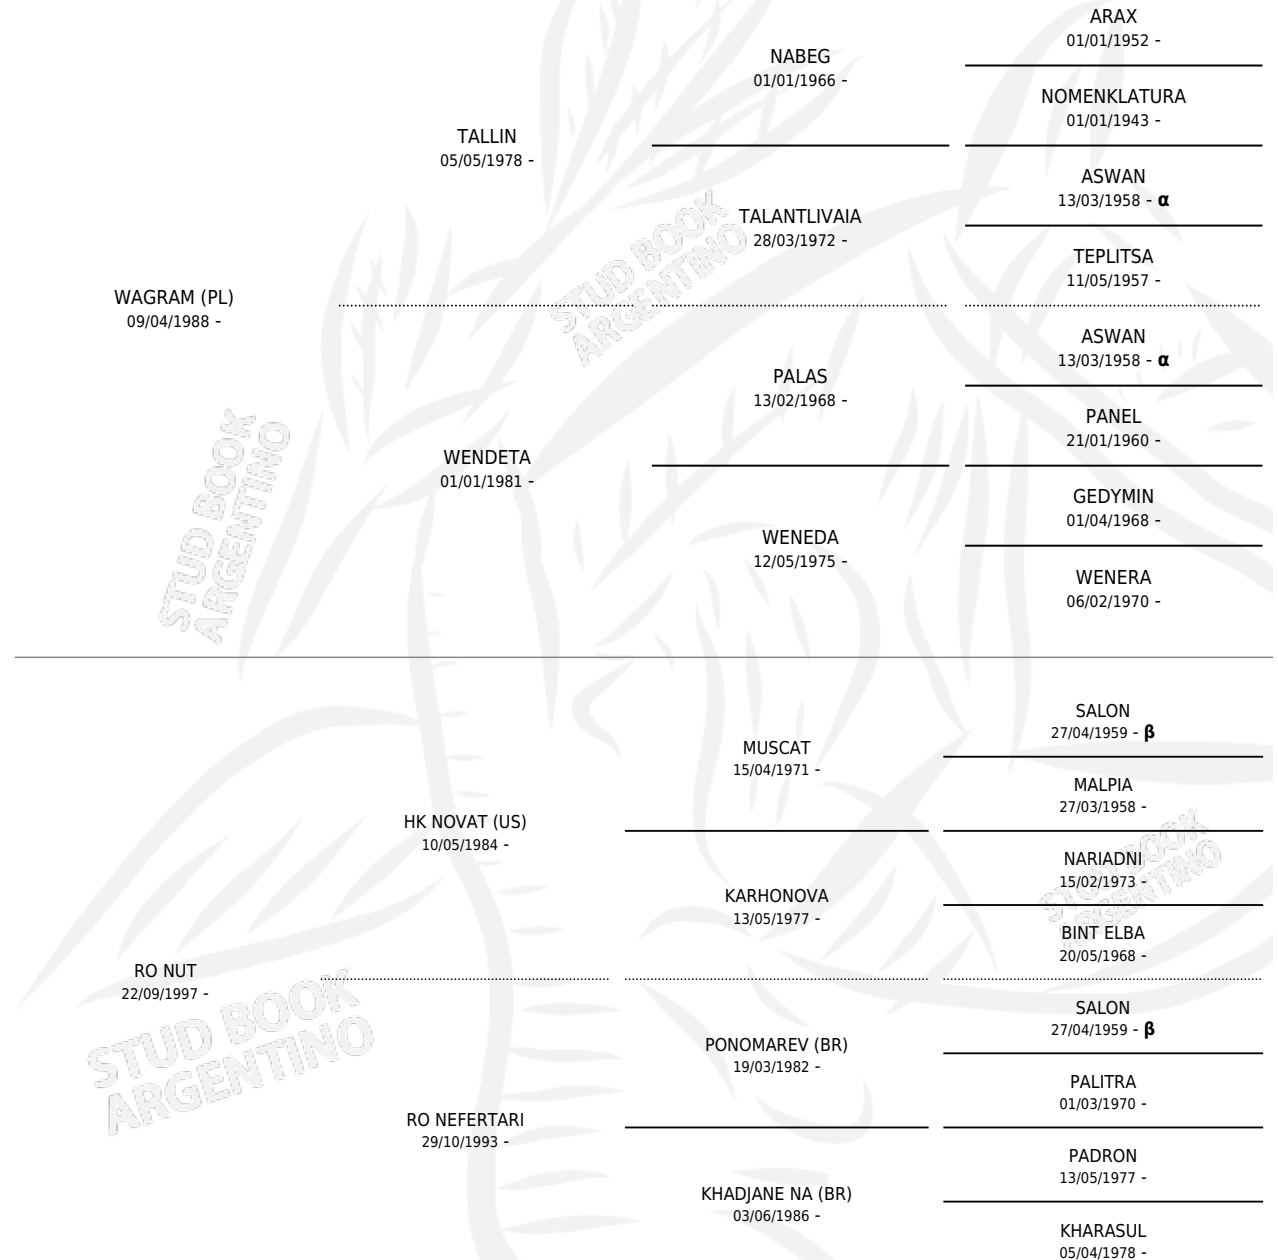 ARAX
01/01/1952 -
NABEG
01/01/1966 -
NOMENKLATURA
01/01/1943 -
TALLIN
05/05/1978 -
ASWAN
13/03/1958 - α
TALANTLIVAIA
28/03/1972 -
TEPLITSA
11/05/1957 -
WAGRAM (PL)
09/04/1988 -
ASWAN
13/03/1958 - α
PALAS
13/02/1968 -
PANEL
21/01/1960 -
WENDETA
01/01/1981 -
GEDYMIN
01/04/1968 -
WENEDA
12/05/1975 -
WENERA
06/02/1970 -
SALON
27/04/1959 - β
MUSCAT
15/04/1971 -
MALPIA
27/03/1958 -
HK NOVAT (US)
10/05/1984 -
NARIADNI
15/02/1973 -
KARHONOVA
13/05/1977 -
BINT ELBA
20/05/1968 -
RO NUT
22/09/1997 -
SALON
27/04/1959 - β
PONOMAREV (BR)
19/03/1982 -
PALITRA
01/03/1970 -
RO NEFERTARI
29/10/1993 -
PADRON
13/05/1977 -
KHADJANE NA (BR)
03/06/1986 -
KHARASUL
05/04/1978 -
STUD BOOK
ARGENTINO
STUD BOOK
ARGENTINO
STUD BOOK
ARGENTINO
STUD BOOK
ARGENTINO